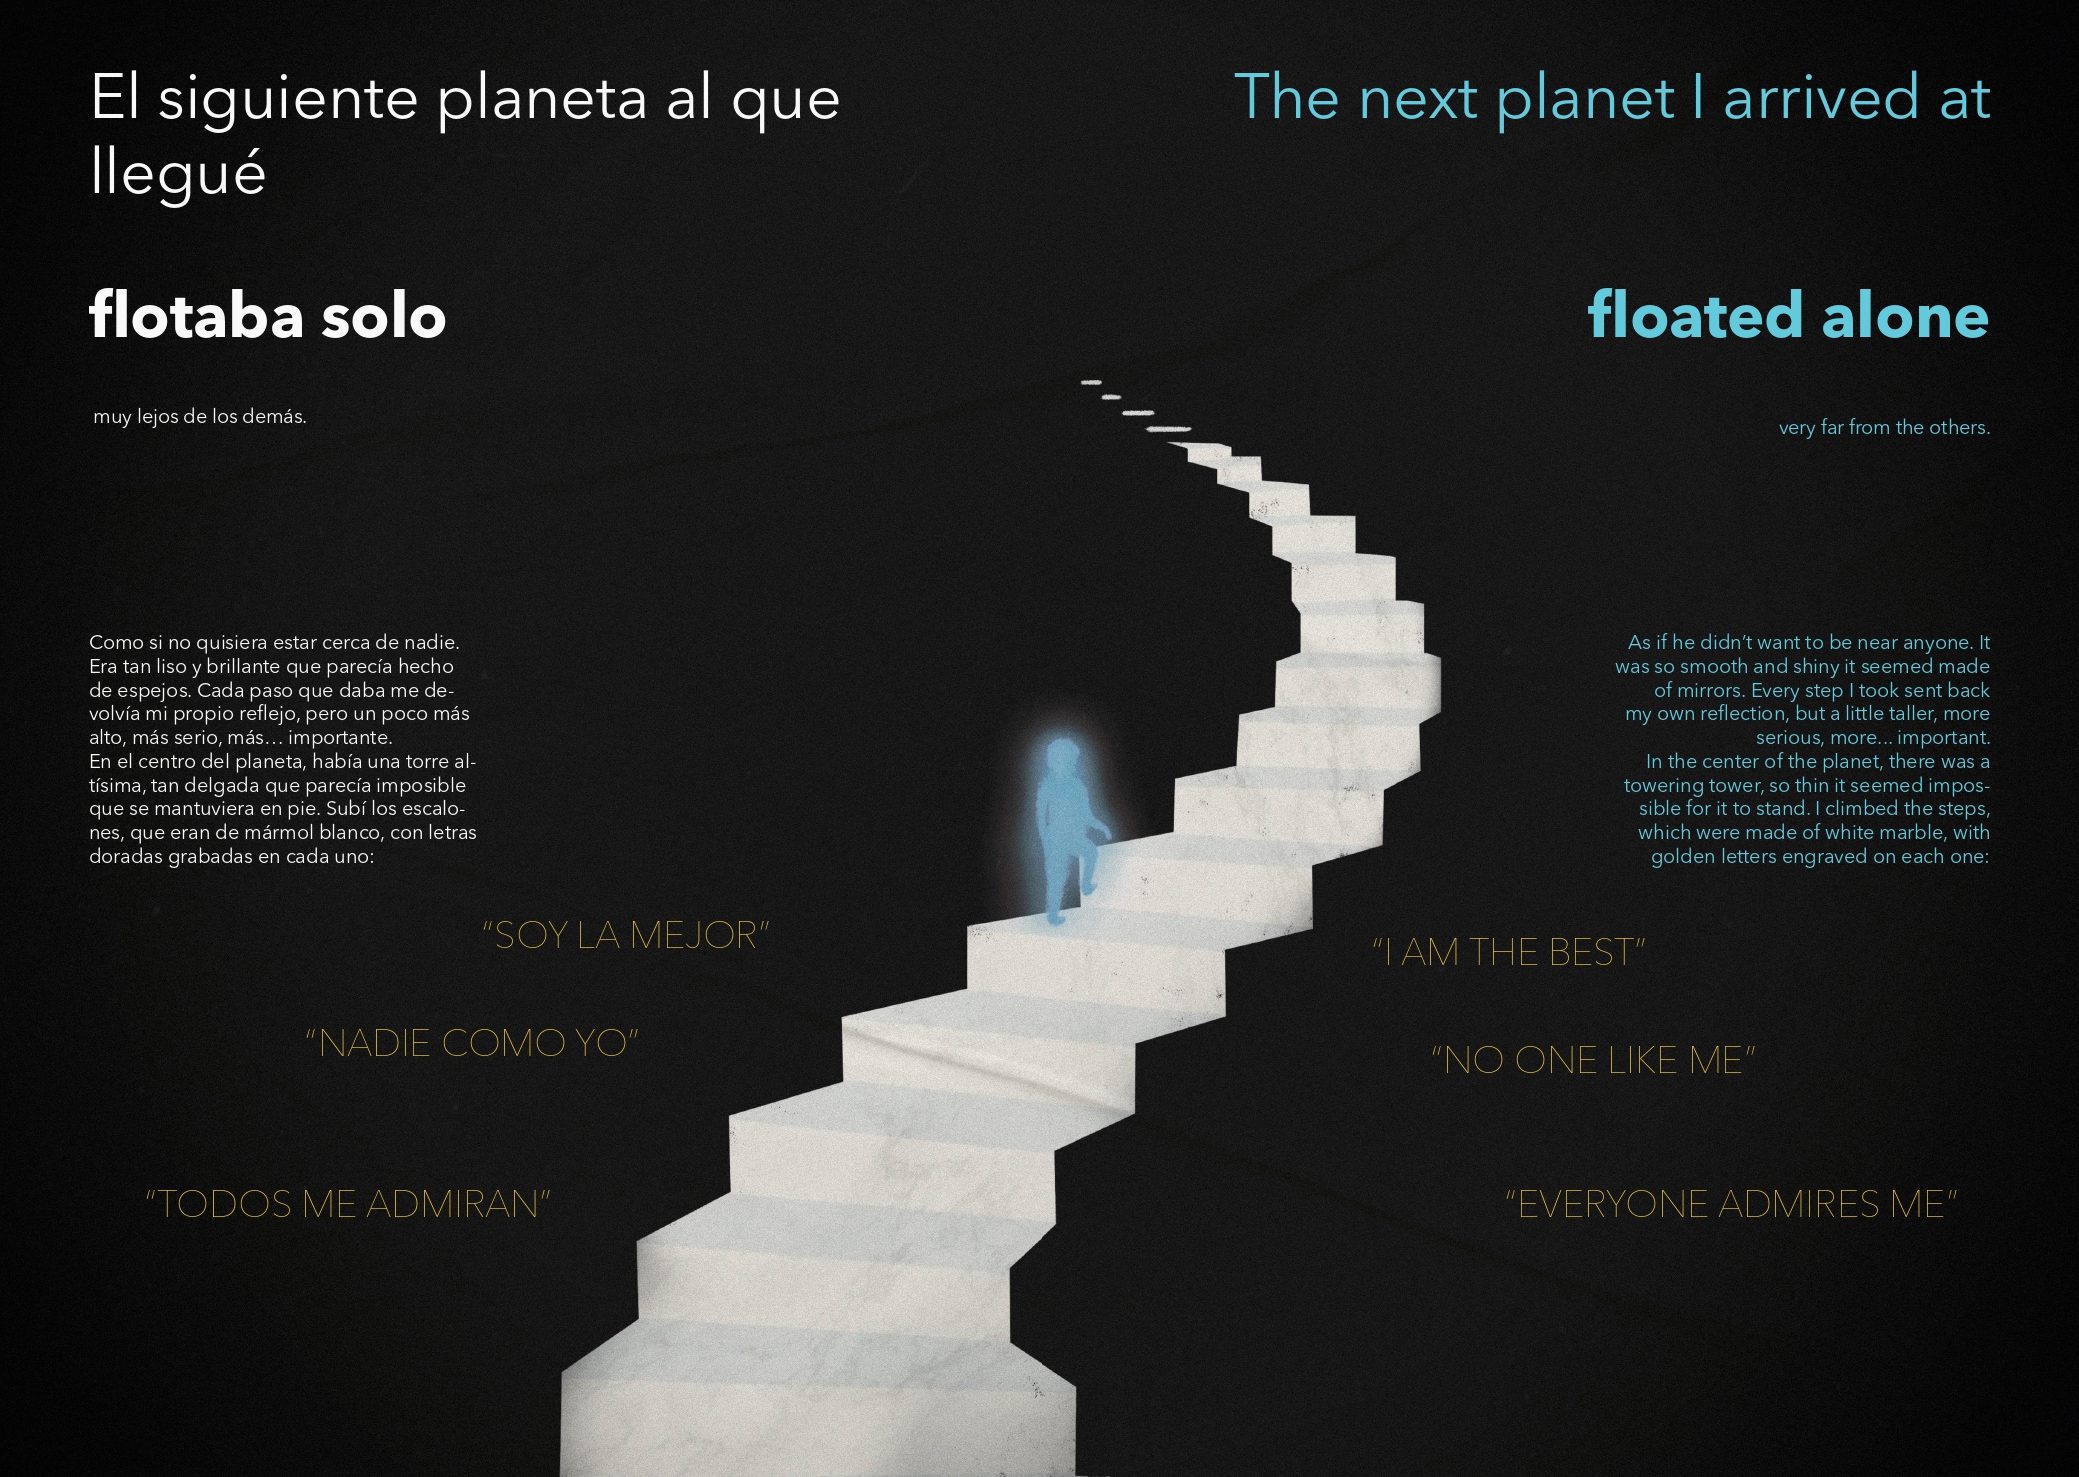 El siguiente planeta al que
llegué
flotaba solo
muy lejos de los demás.
Como si no quisiera estar cerca de nadie.
Era tan liso y brillante que parecía hecho
de espejos. Cada paso que daba me de-
volvía mi propio reflejo, pero un poco más
alto, más serio, más… importante.
En el centro del planeta, había una torre al-
tísima, tan delgada que parecía imposible
que se mantuviera en pie. Subí los escalo-
nes, que eran de mármol blanco, con letras
doradas grabadas en cada uno:
“SOY LA MEJOR”
“NADIE COMO YO”
“TODOS ME ADMIRAN”
The next planet I arrived at
floated alone
very far from the others.
As if he didn’t want to be near anyone. It
was so smooth and shiny it seemed made
of mirrors. Every step I took sent back
my own reflection, but a little taller, more
serious, more... important.
In the center of the planet, there was a
towering tower, so thin it seemed impos-
sible for it to stand. I climbed the steps,
which were made of white marble, with
golden letters engraved on each one:
“I AM THE BEST”
“NO ONE LIKE ME”
“EVERYONE ADMIRES ME”